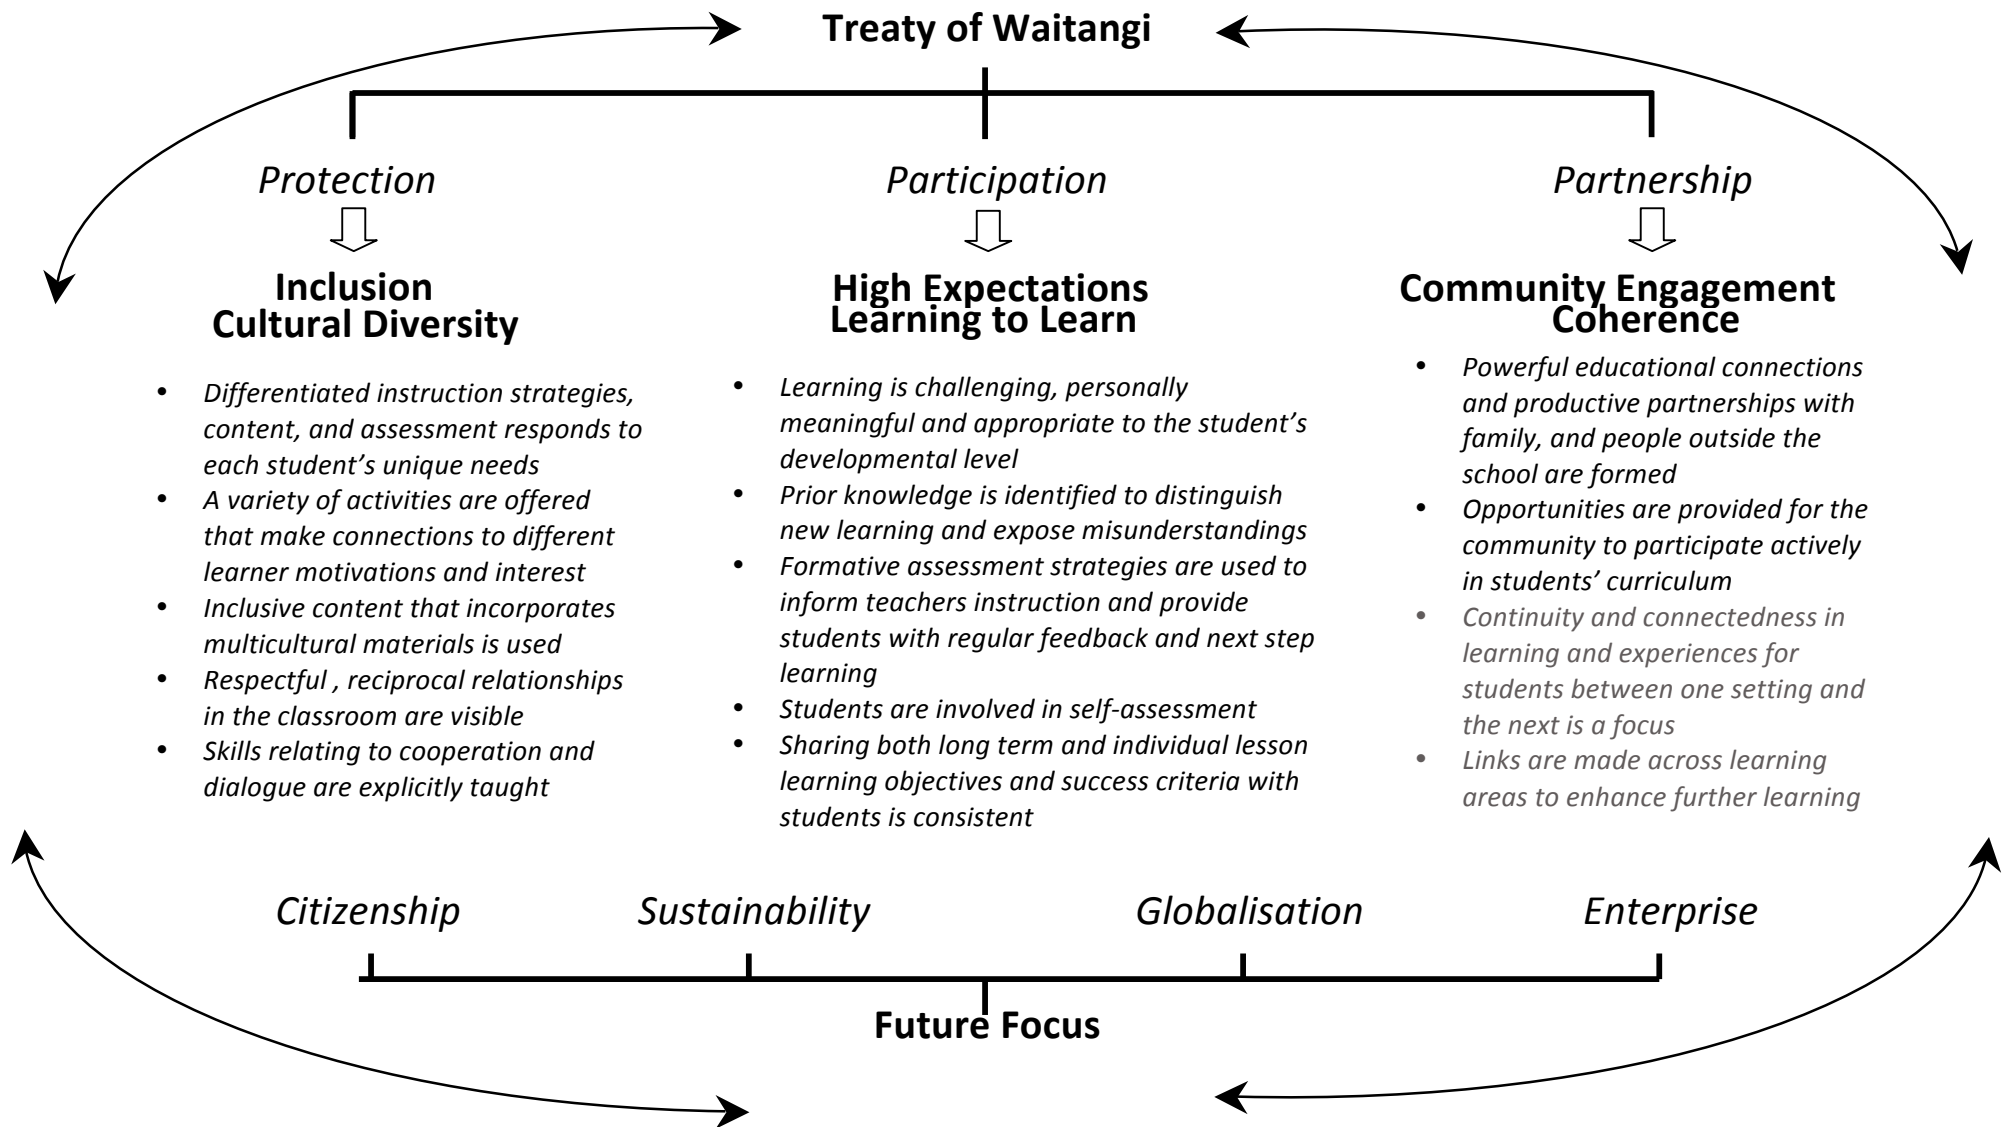 Treaty of Waitangi
Protection
Participation
Partnership
Inclusion
Cultural Diversity
• Differentiated instruction strategies,
content, and assessment responds to
each student’s unique needs
• A variety of activities are offered
that make connections to different
learner motivations and interest
• Inclusive content that incorporates
multicultural materials is used
• Respectful , reciprocal relationships
in the classroom are visible
• Skills relating to cooperation and
dialogue are explicitly taught
High Expectations
Learning to Learn
• Learning is challenging, personally
meaningful and appropriate to the student’s
developmental level
• Prior knowledge is identified to distinguish
new learning and expose misunderstandings
• Formative assessment strategies are used to
inform teachers instruction and provide
students with regular feedback and next step
learning
• Students are involved in self-assessment
• Sharing both long term and individual lesson
learning objectives and success criteria with
students is consistent
Community Engagement
Coherence
• Powerful educational connections
and productive partnerships with
family, and people outside the
school are formed
• Opportunities are provided for the
community to participate actively
in students’ curriculum
• Continuity and connectedness in
learning and experiences for
students between one setting and
the next is a focus
• Links are made across learning
areas to enhance further learning
Citizenship
Sustainability
Globalisation
Enterprise
Future Focus